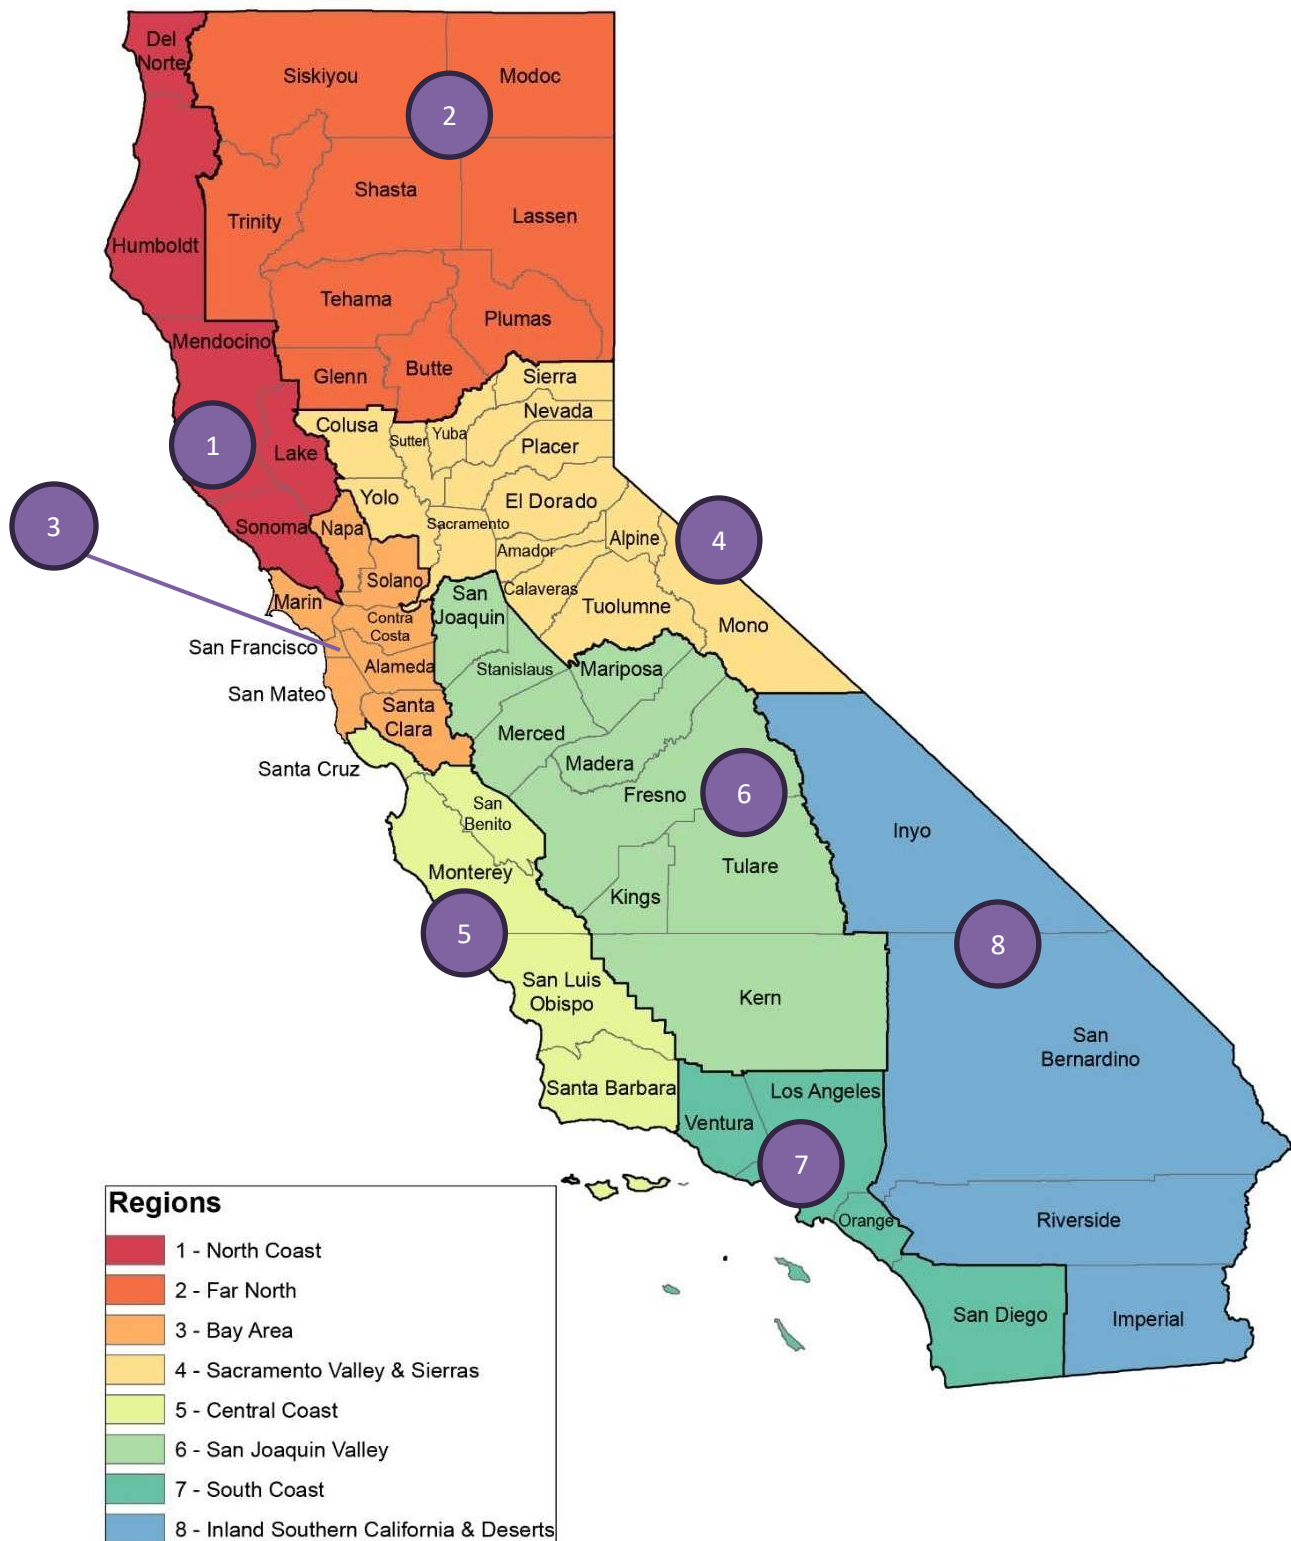 Del
Norte
Siskiyou
Modoc
2
Shasta
Trinity
Lassen
Humboldt
Tehama
Plumas
Mendocino
Glenn
Butte
Sierra
Nevada
Colusa
Sutter
Yuba
Placer
1
Lake
Yolo
El Dorado
3
Sonoma
Napa
Sacramento
Amador
Alpine
4
Solano
Calaveras
Marin
San
Joaquin
Tuolumne
Contra
Costa
Mono
San Francisco
Alameda
Stanislaus
Mariposa
San Mateo
Santa
Clara
Merced
Madera
Santa Cruz
Fresno
6
San
Benito
Inyo
Monterey
Tulare
Kings
5
8
San Luis
Obispo
Kern
San
Bernardino
Santa Barbara
Los Angeles
Ventura
7
Orange
Riverside
San Diego
Imperial
Regions
1 - North Coast
2 - Far North
3 - Bay Area
4 - Sacramento Valley & Sierras
5 - Central Coast
6 - San Joaquin Valley
7 - South Coast
8 - Inland Southern California & Deserts